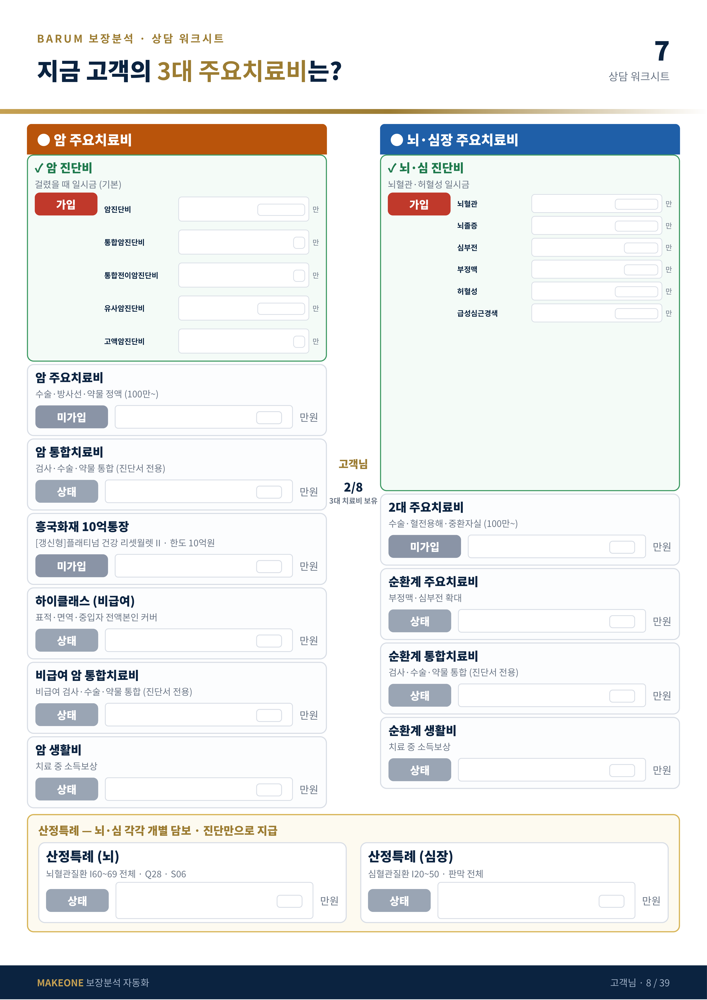 BARUM 보장분석 · 상담 워크시트
지금 고객의 3대 주요치료비는?
7
상담 워크시트
암 주요치료비
✓ 암 진단비
걸렸을 때 일시금 (기본)
가입
암진단비 만
통합암진단비 만
통합전이암진단비 만
유사암진단비 만
고액암진단비 만
암 주요치료비
수술·방사선·약물 정액 (100만~)
미가입 만원
암 통합치료비
검사·수술·약물 통합 (진단서 전용)
상태 만원
흥국화재 10억통장
[갱신형]플래티넘 건강 리셋월렛 II · 한도 10억원
미가입 만원
하이클래스 (비급여)
표적·면역·중입자 전액본인 커버
상태 만원
비급여 암 통합치료비
비급여 검사·수술·약물 통합 (진단서 전용)
상태 만원
암 생활비
치료 중 소득보상
상태 만원
고객님
2/8
3대 치료비 보유
뇌·심장 주요치료비
✓ 뇌·심 진단비
뇌혈관·허혈성 일시금
가입
뇌혈관 만
뇌졸증 만
심부전 만
부정맥 만
허혈성 만
급성심근경색 만
2대 주요치료비
수술·혈전용해·중환자실 (100만~)
미가입 만원
순환계 주요치료비
부정맥·심부전 확대
상태 만원
순환계 통합치료비
검사·수술·약물 통합 (진단서 전용)
상태 만원
순환계 생활비
치료 중 소득보상
상태 만원
산정특례 — 뇌·심 각각 개별 담보 · 진단만으로 지급
산정특례 (뇌)
뇌혈관질환 I60~69 전체 · Q28 · S06
상태 만원
산정특례 (심장)
심혈관질환 I20~50 · 판막 전체
상태 만원
MAKEONE 보장분석 자동화
고객님 · 8 / 39